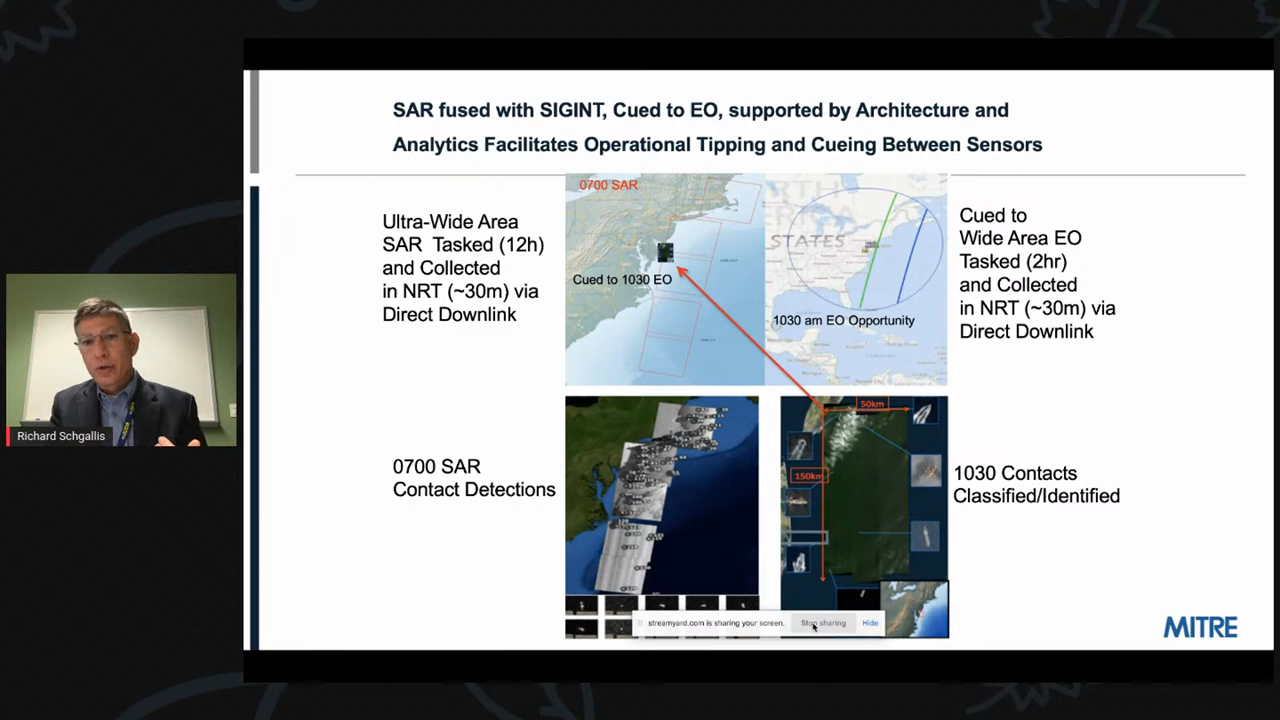 SAR fused with SIGINT, Cued to EO, supported by Architecture and
Analytics Facilitates Operational Tipping and Cueing Between Sensors
Ultra-Wide Area
SAR Tasked (12h)
and Collected
in NRT (~30m) via
Direct Downlink
0700 SAR
Cued to 1030 EO
STATES
1030 am EO Opportunity
Cued to
Wide Area EO
Tasked (2hr)
and Collected
in NRT (~30m) via
Direct Downlink
Richard Schgallis
0700 SAR
Contact Detections
50km
150km
1030 Contacts
Classified/Identified
streamyard.com is sharing your screen.
Stop sharing
Hide
MITRE